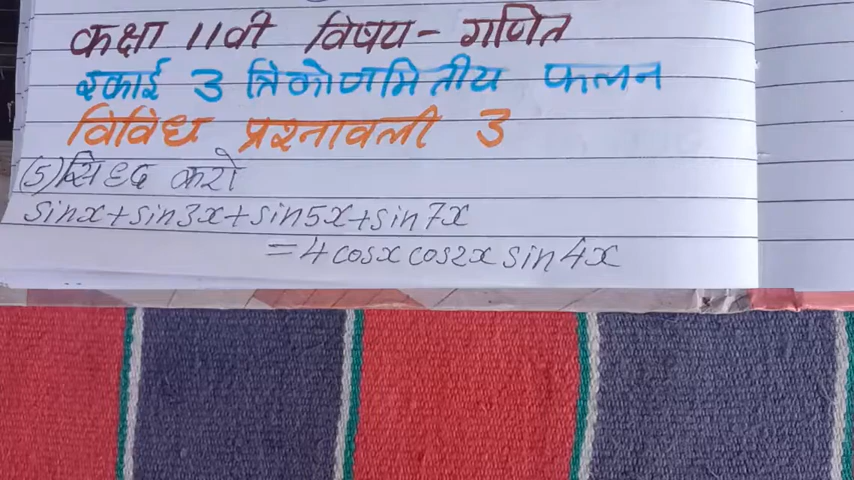 कक्षा 11वी विषय - गणित
इकाई 3 त्रिकोणमितीय फलन
विविध प्रश्नावली 3
(5) सिध्द करो
sinx+sin3x+sin5x+sin7x
=4cosx cos2x sin4x